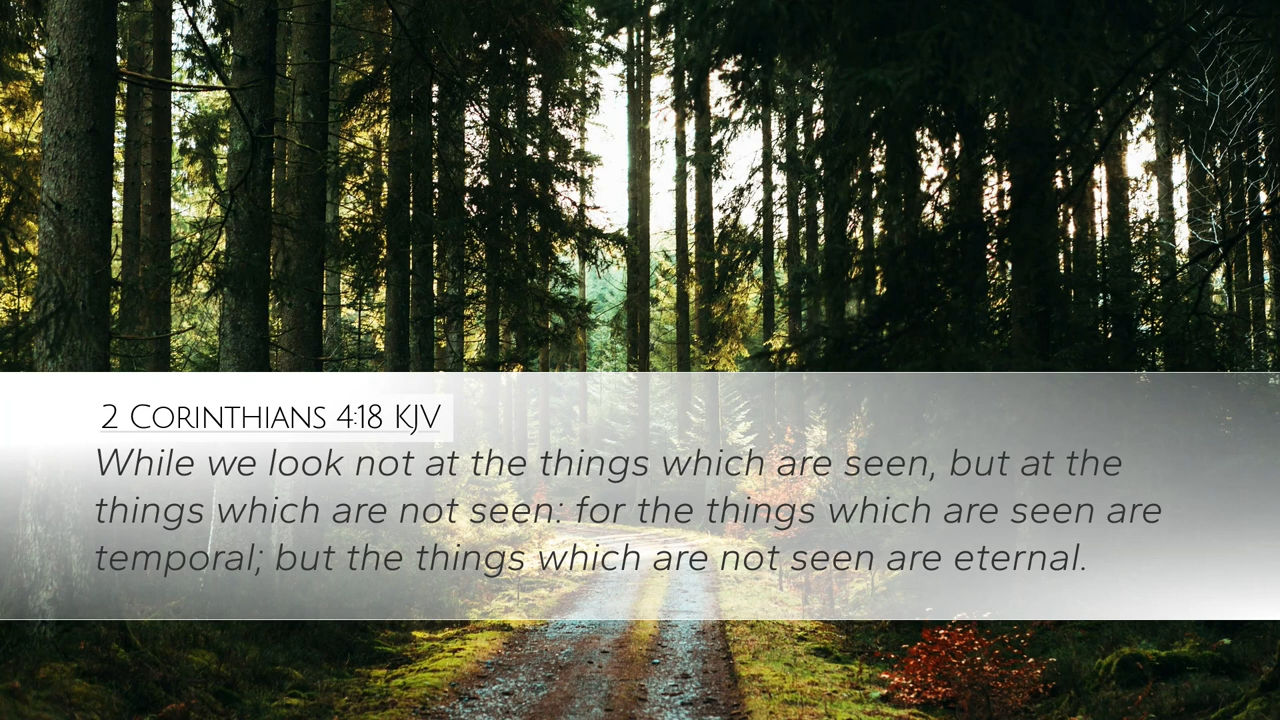 2 Corinthians 4:18 KJV
While we look not at the things which are seen, but at the
things which are not seen: for the things which are seen are
temporal; but the things which are not seen are eternal.